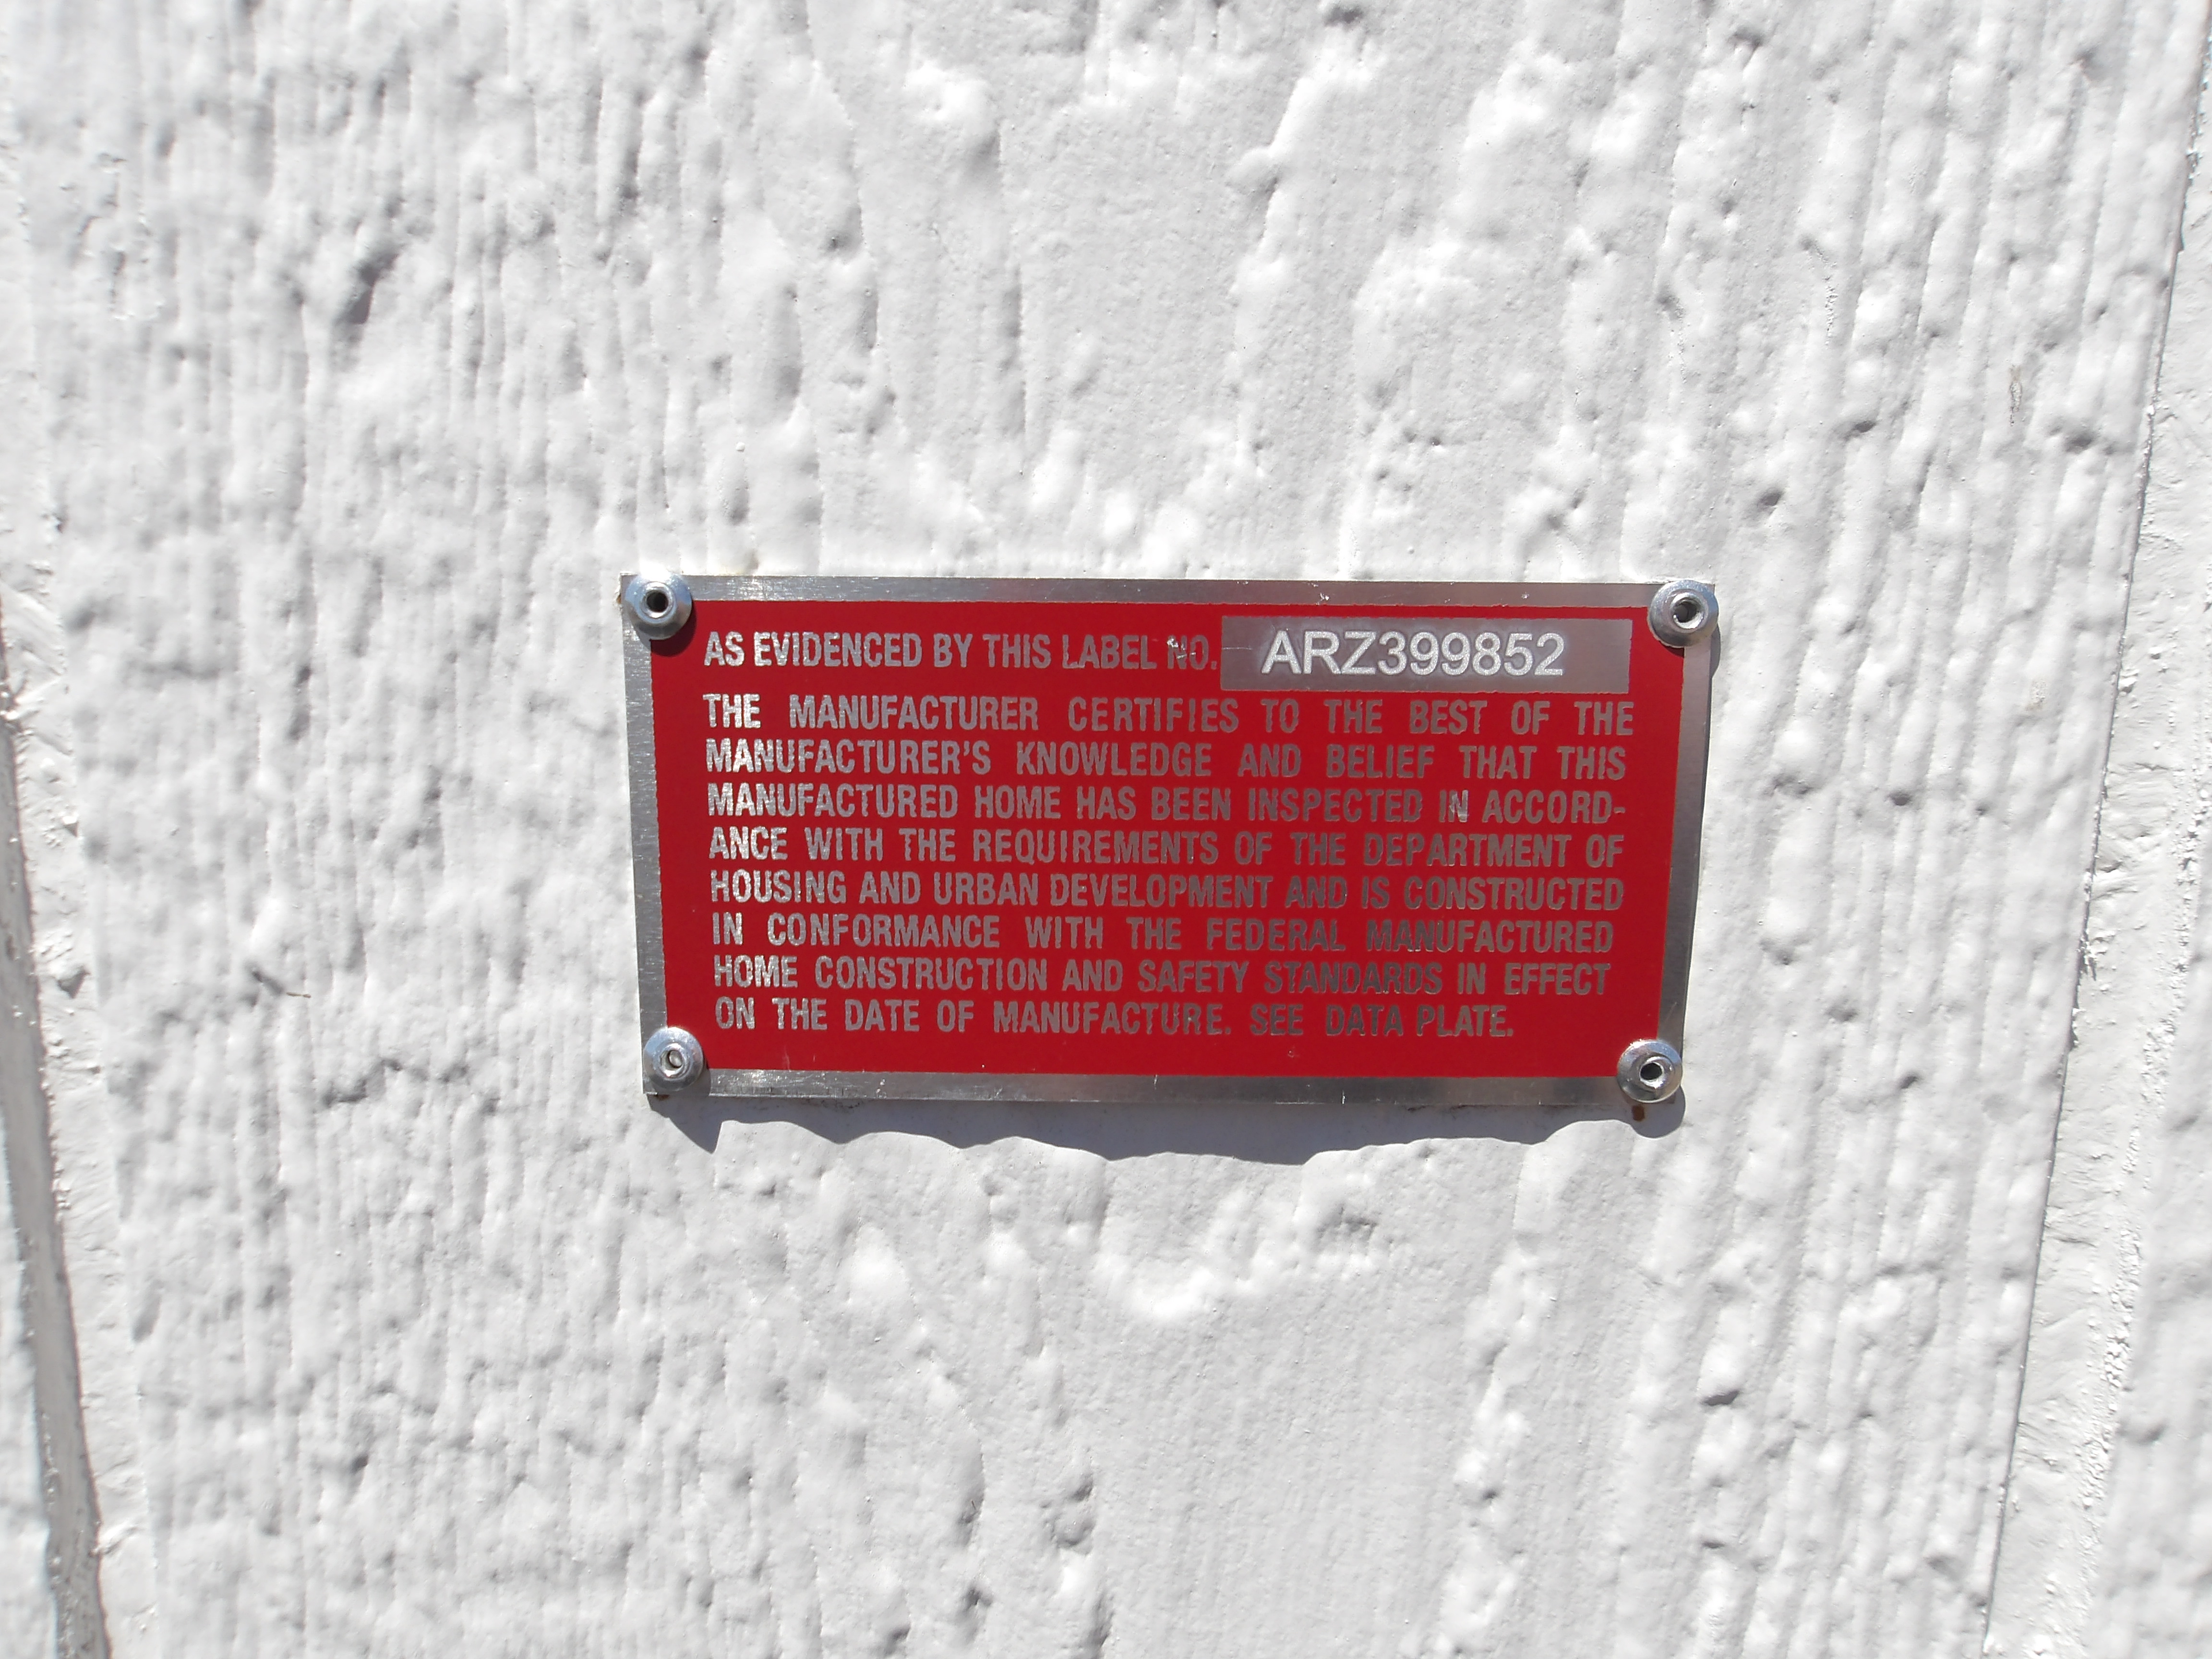 AS EVIDENCED BY THIS LABEL NO. ARZ399852
THE MANUFACTURER CERTIFIES TO THE BEST OF THE
MANUFACTURER'S KNOWLEDGE AND BELIEF THAT THIS
MANUFACTURED HOME HAS BEEN INSPECTED IN ACCORD-
ANCE WITH THE REQUIREMENTS OF THE DEPARTMENT OF
HOUSING AND URBAN DEVELOPMENT AND IS CONSTRUCTED
IN CONFORMANCE WITH THE FEDERAL MANUFACTURED
HOME CONSTRUCTION AND SAFETY STANDARDS IN EFFECT
ON THE DATE OF MANUFACTURE. SEE DATA PLATE.